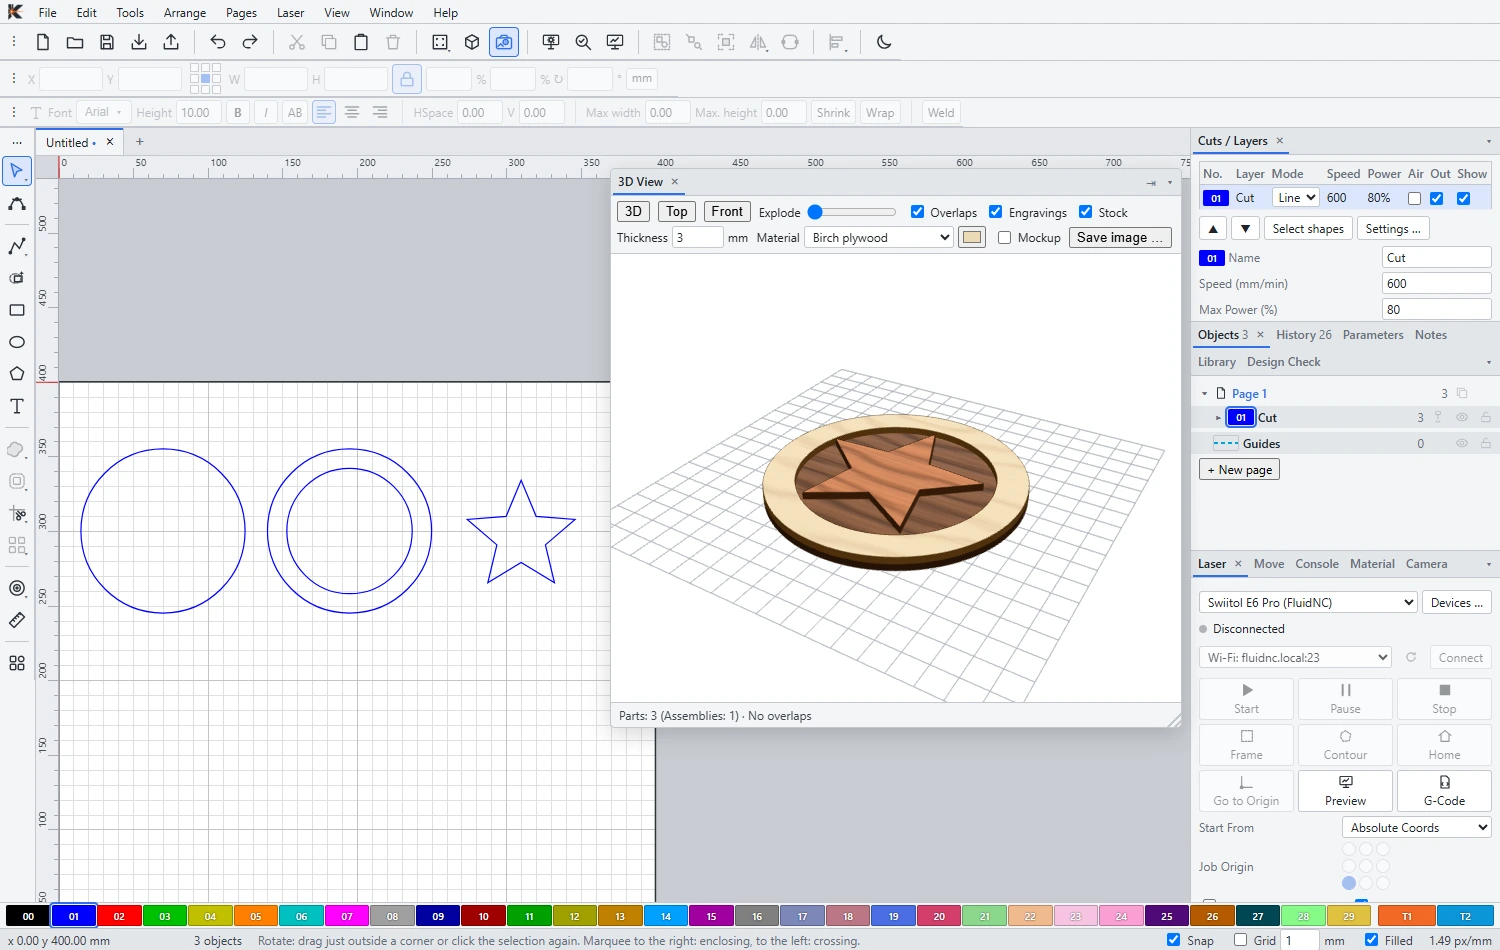 File Edit Tools Arrange Pages Laser View Window Help
X Y W H % % ° mm
T Font Arial Height 10.00 B I AB HSpace 0.00 V 0.00 Max width 0.00 Max. height 0.00 Shrink Wrap Weld
Untitled • × +
0 50 100 150 200 250 300 350 400 450 500 550 600 650 700 75
500
450
400
350
300
250
200
150
100
50
3D View ×
3D Top Front Explode Overlaps Engravings Stock
Thickness 3 mm Material Birch plywood Mockup Save image ...
Parts: 3 (Assemblies: 1) · No overlaps
Cuts / Layers ×
No. Layer Mode Speed Power Air Out Show
01 Cut Line 600 80%
▲ ▼ Select shapes Settings ...
01 Name Cut
Speed (mm/min) 600
Max Power (%) 80
Objects 3 × History 26 Parameters Notes
Library Design Check
Page 1 3
01 Cut 3
Guides 0
+ New page
Laser × Move Console Material Camera
Swiitol E6 Pro (FluidNC) Devices ...
Disconnected
Wi-Fi: fluidnc.local:23 Connect
Start Pause Stop
Frame Contour Home
Go to Origin Preview G-Code
Start From Absolute Coords
Job Origin
00 01 02 03 04 05 06 07 08 09 10 11 12 13 14 15 16 17 18 19 20 21 22 23 24 25 26 27 28 29 T1 T2
x 0.00 y 400.00 mm 3 objects Rotate: drag just outside a corner or click the selection again. Marquee to the right: enclosing, to the left: crossing. Snap Grid 1 mm Filled 1.49 px/mm